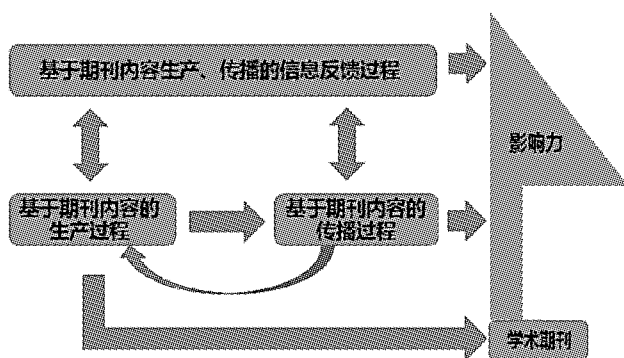 基于期刊内容生产、传播的信息反馈过程
影响力
基于期刊内容的
生产过程
基于期刊内容的
传播过程
学术期刊